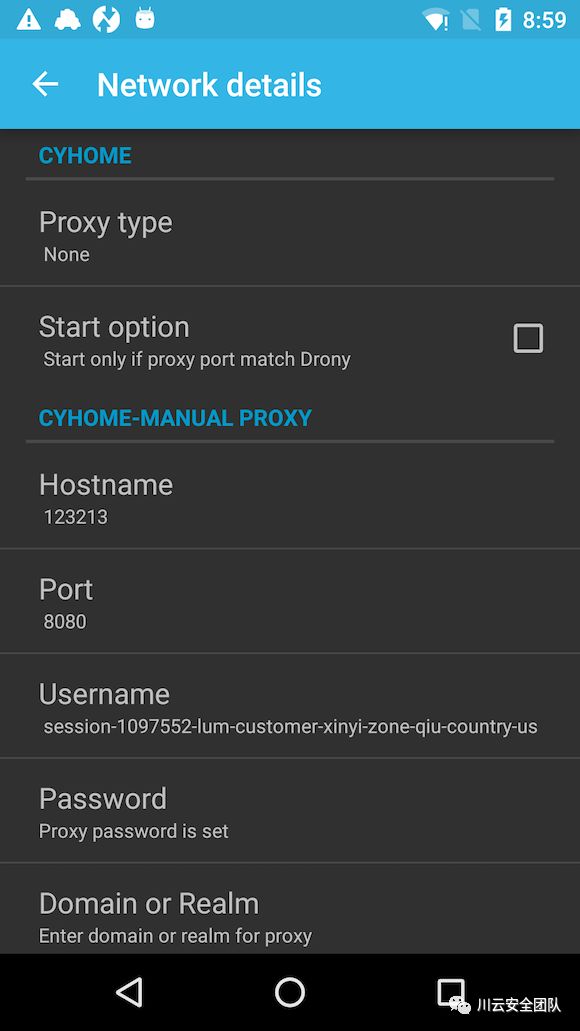 8:59
Network details
CYHOME
Proxy type
None
Start option
Start only if proxy port match Drony
CYHOME-MANUAL PROXY
Hostname
123213
Port
8080
Username
session-1097552-lum-customer-xinyi-zone-qiu-country-us
Password
Proxy password is set
Domain or Realm
Enter domain or realm for proxy
川云安全团队